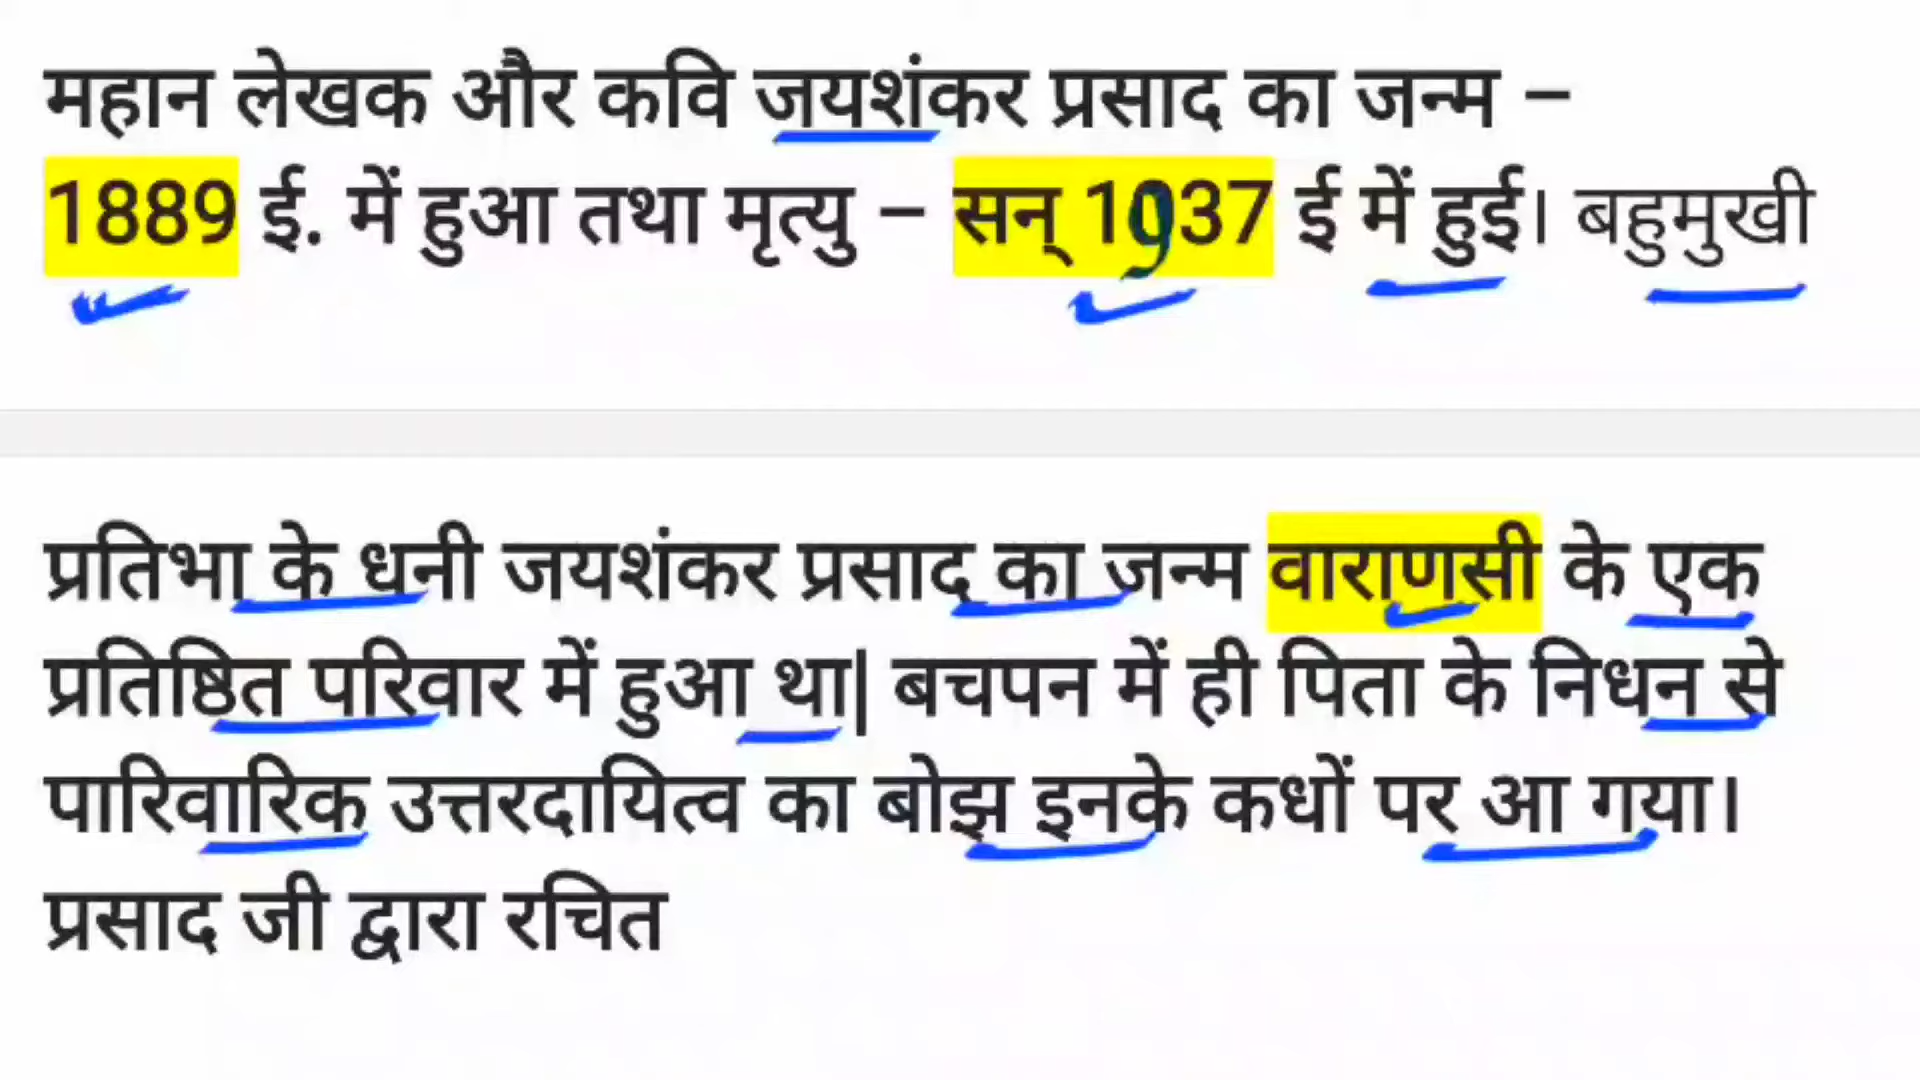 महान लेखक और कवि जयशंकर प्रसाद का जन्म –
1889 ई. में हुआ तथा मृत्यु – सन् 1937 ई में हुई। बहुमुखी
प्रतिभा के धनी जयशंकर प्रसाद का जन्म वाराणसी के एक
प्रतिष्ठित परिवार में हुआ था| बचपन में ही पिता के निधन से
पारिवारिक उत्तरदायित्व का बोझ इनके कधों पर आ गया।
प्रसाद जी द्वारा रचित